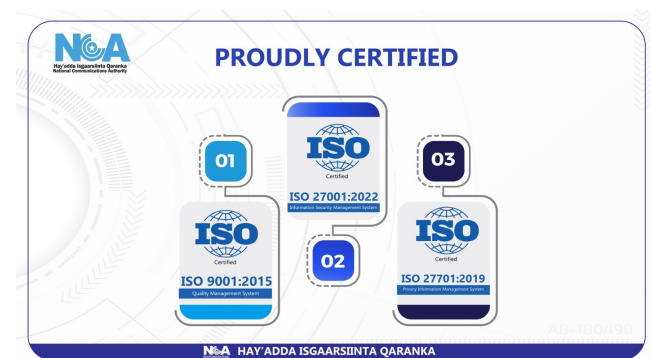 NCA
Hay'adda Isgaarsiinta Qaranka
National Communications Authority
PROUDLY CERTIFIED
01
ISO
Certified
ISO 9001:2015
Quality Management System
ISO
Certified
ISO 27001:2022
Information Security Management System
02
03
ISO
Certified
ISO 27701:2019
Privacy Information Management System
AB-180490
NCA HAY'ADDA ISGAARSIINTA QARANKA